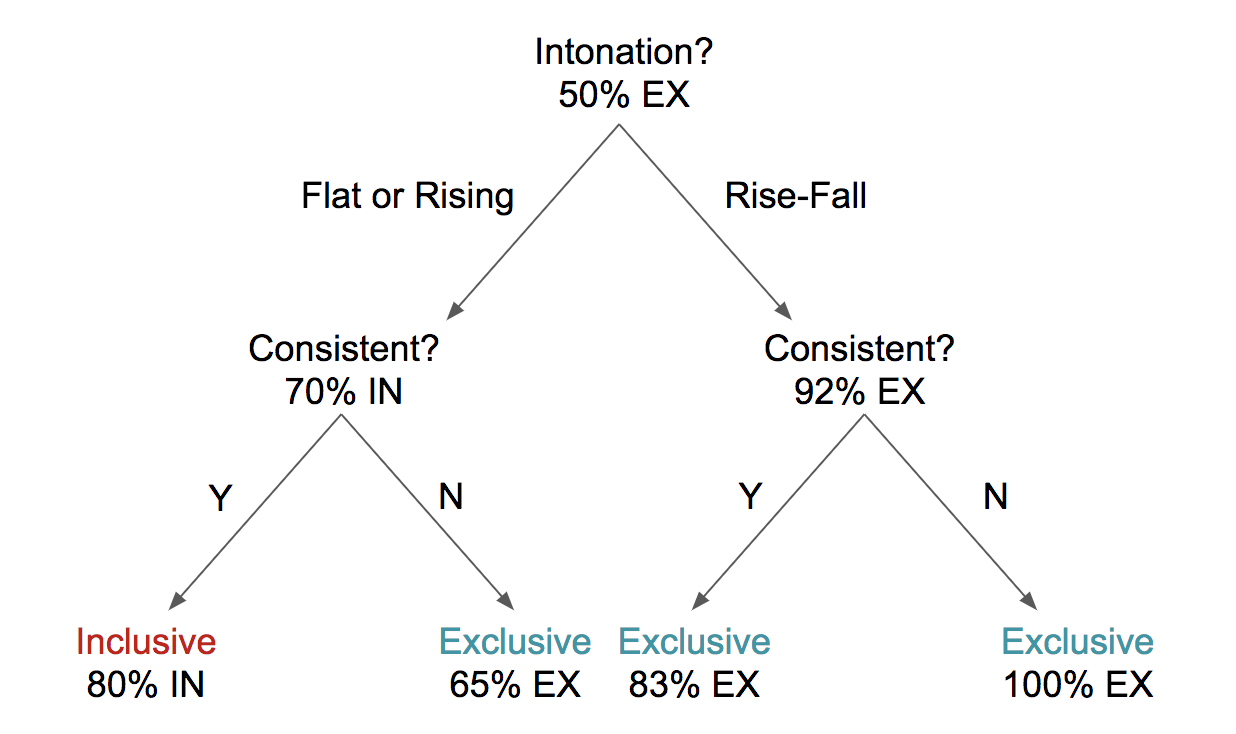 Intonation?
50% EX
Flat or Rising
Rise-Fall
Consistent?
70% IN
Consistent?
92% EX
Y
N
Y
N
Inclusive
80% IN
Exclusive
65% EX
Exclusive
83% EX
Exclusive
100% EX